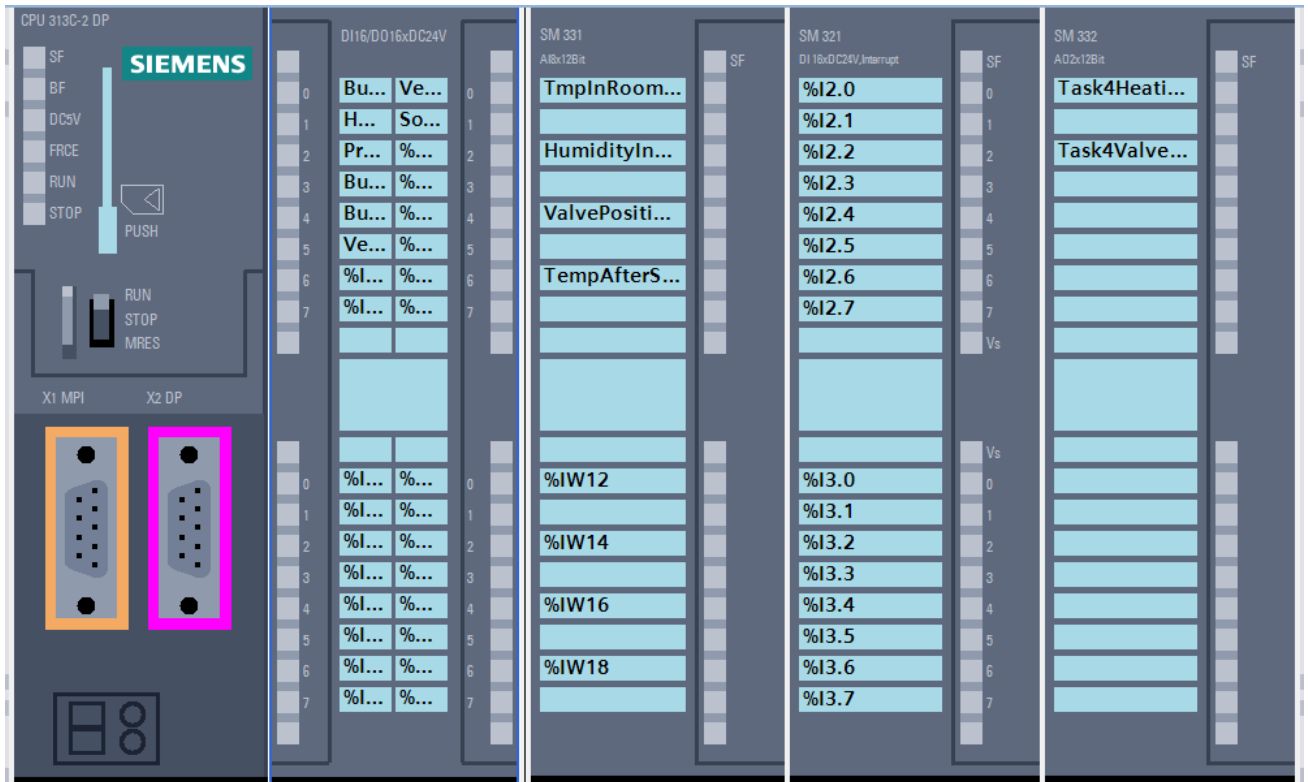 CPU 313C-2 DP
SIEMENS
SF
BF
DC5V
FRCE
RUN
STOP
PUSH
RUN
STOP
MRES
X1 MPI X2 DP
DI16/DO16xDC24V
0 Bu... Ve... 0
1 H... So... 1
2 Pr... %... 2
3 Bu... %... 3
4 Bu... %... 4
5 Ve... %... 5
6 %I... %... 6
7 %I... %... 7
0 %I... %... 0
1 %I... %... 1
2 %I... %... 2
3 %I... %... 3
4 %I... %... 4
5 %I... %... 5
6 %I... %... 6
7 %I... %... 7
SM 331
AI8x12Bit
SF
TmpInRoom...
HumidityIn...
ValvePositi...
TempAfterS...
%IW12
%IW14
%IW16
%IW18
SM 321
DI 16xDC24V,Interrupt
SF
%I2.0 0
%I2.1 1
%I2.2 2
%I2.3 3
%I2.4 4
%I2.5 5
%I2.6 6
%I2.7 7
Vs
Vs
%I3.0 0
%I3.1 1
%I3.2 2
%I3.3 3
%I3.4 4
%I3.5 5
%I3.6 6
%I3.7 7
SM 332
AO2x12Bit
SF
Task4Heati...
Task4Valve...